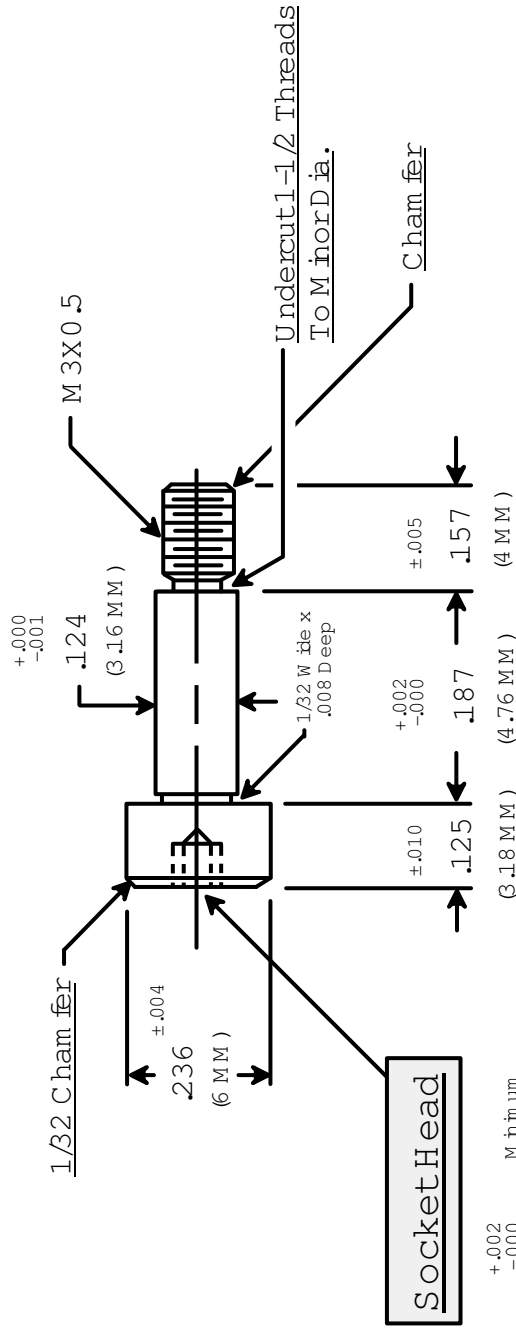 1/32 Chamfer
+.000
-.001
.124
(3.16 MM)
M3X0.5
±.004
.236
(6 MM)
1/32 Wide x
.008 Deep
Undercut 1-1/2 Threads
To Minor Dia.
Chamfer
±.010
.125
(3.18 MM)
+.002
-.000
.187
(4.76 MM)
±.005
.157
(4 MM)
Socket Head
+.002
-.000
Minimum